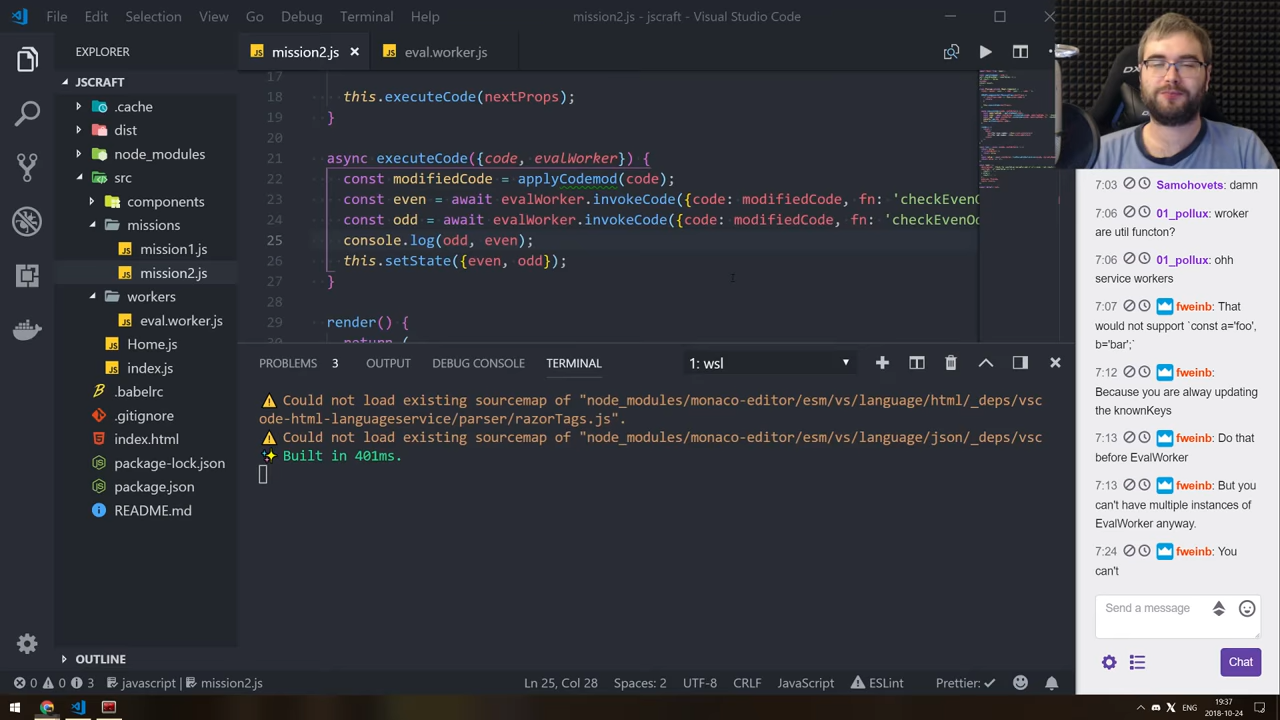 File Edit Selection View Go Debug Terminal Help mission2.js - jscraft - Visual Studio Code
EXPLORER
JSCRAFT
.cache
dist
node_modules
src
components
missions
mission1.js
mission2.js
workers
eval.worker.js
Home.js
index.js
.babelrc
.gitignore
index.html
package-lock.json
package.json
README.md
OUTLINE
mission2.js eval.worker.js
17
18 this.executeCode(nextProps);
19 }
20
21 async executeCode({code, evalWorker}) {
22 const modifiedCode = applyCodemod(code);
23 const even = await evalWorker.invokeCode({code: modifiedCode, fn: 'checkEvenO
24 const odd = await evalWorker.invokeCode({code: modifiedCode, fn: 'checkEvenOd
25 console.log(odd, even);
26 this.setState({even, odd});
27 }
28
29 render() {
return (
PROBLEMS 3 OUTPUT DEBUG CONSOLE TERMINAL 1: wsl
⚠ Could not load existing sourcemap of "node_modules/monaco-editor/esm/vs/language/html/_deps/vsc
ode-html-languageservice/parser/razorTags.js".
⚠ Could not load existing sourcemap of "node_modules/monaco-editor/esm/vs/language/json/_deps/vsc
✨ Built in 401ms.
0 0 3 javascript mission2.js Ln 25, Col 28 Spaces: 2 UTF-8 CRLF JavaScript ESLint Prettier: ✓
7:03 Samohovets: damn
7:06 01_pollux: wroker
are util functon?
7:06 01_pollux: ohh
service workers
7:07 fweinb: That
would not support `const a='foo',
b='bar';`
7:12 fweinb:
Because you are alway updating
the knownKeys
7:13 fweinb: Do that
before EvalWorker
7:13 fweinb: But you
can't have multiple instances of
EvalWorker anyway.
7:24 fweinb: You
can't
Send a message
Chat
ENG 19:37
2018-10-24